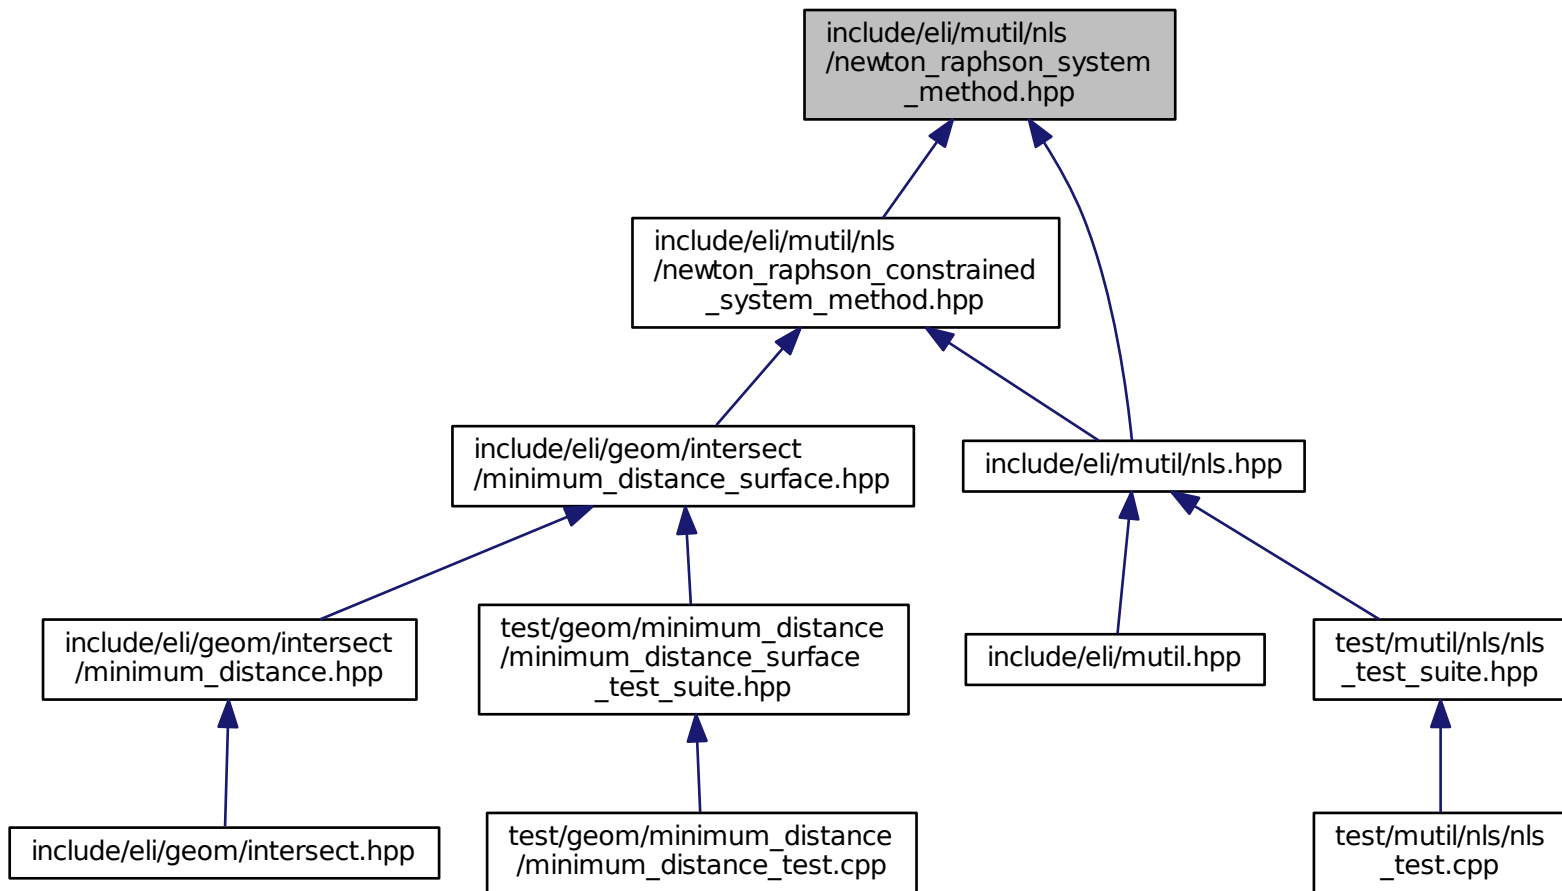 include/eli/mutil/nls
/newton_raphson_system
_method.hpp
include/eli/mutil/nls
/newton_raphson_constrained
_system_method.hpp
include/eli/geom/intersect
/minimum_distance_surface.hpp
include/eli/mutil/nls.hpp
include/eli/geom/intersect
/minimum_distance.hpp
test/geom/minimum_distance
/minimum_distance_surface
_test_suite.hpp
include/eli/mutil.hpp
test/mutil/nls/nls
_test_suite.hpp
include/eli/geom/intersect.hpp
test/geom/minimum_distance
/minimum_distance_test.cpp
test/mutil/nls/nls
_test.cpp